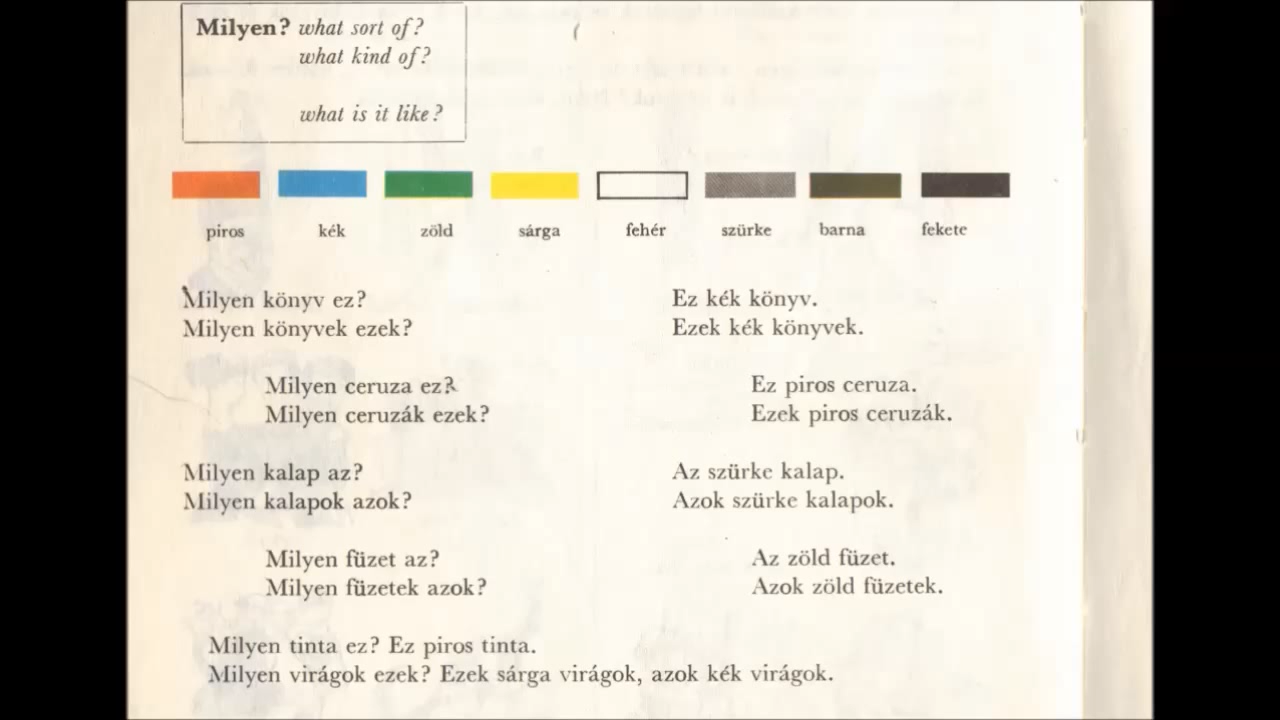 Milyen? what sort of?
what kind of?
what is it like?
piros kék zöld sárga fehér szürke barna fekete
Milyen könyv ez? Ez kék könyv.
Milyen könyvek ezek? Ezek kék könyvek.
Milyen ceruza ez? Ez piros ceruza.
Milyen ceruzák ezek? Ezek piros ceruzák.
Milyen kalap az? Az szürke kalap.
Milyen kalapok azok? Azok szürke kalapok.
Milyen füzet az? Az zöld füzet.
Milyen füzetek azok? Azok zöld füzetek.
Milyen tinta ez? Ez piros tinta.
Milyen virágok ezek? Ezek sárga virágok, azok kék virágok.